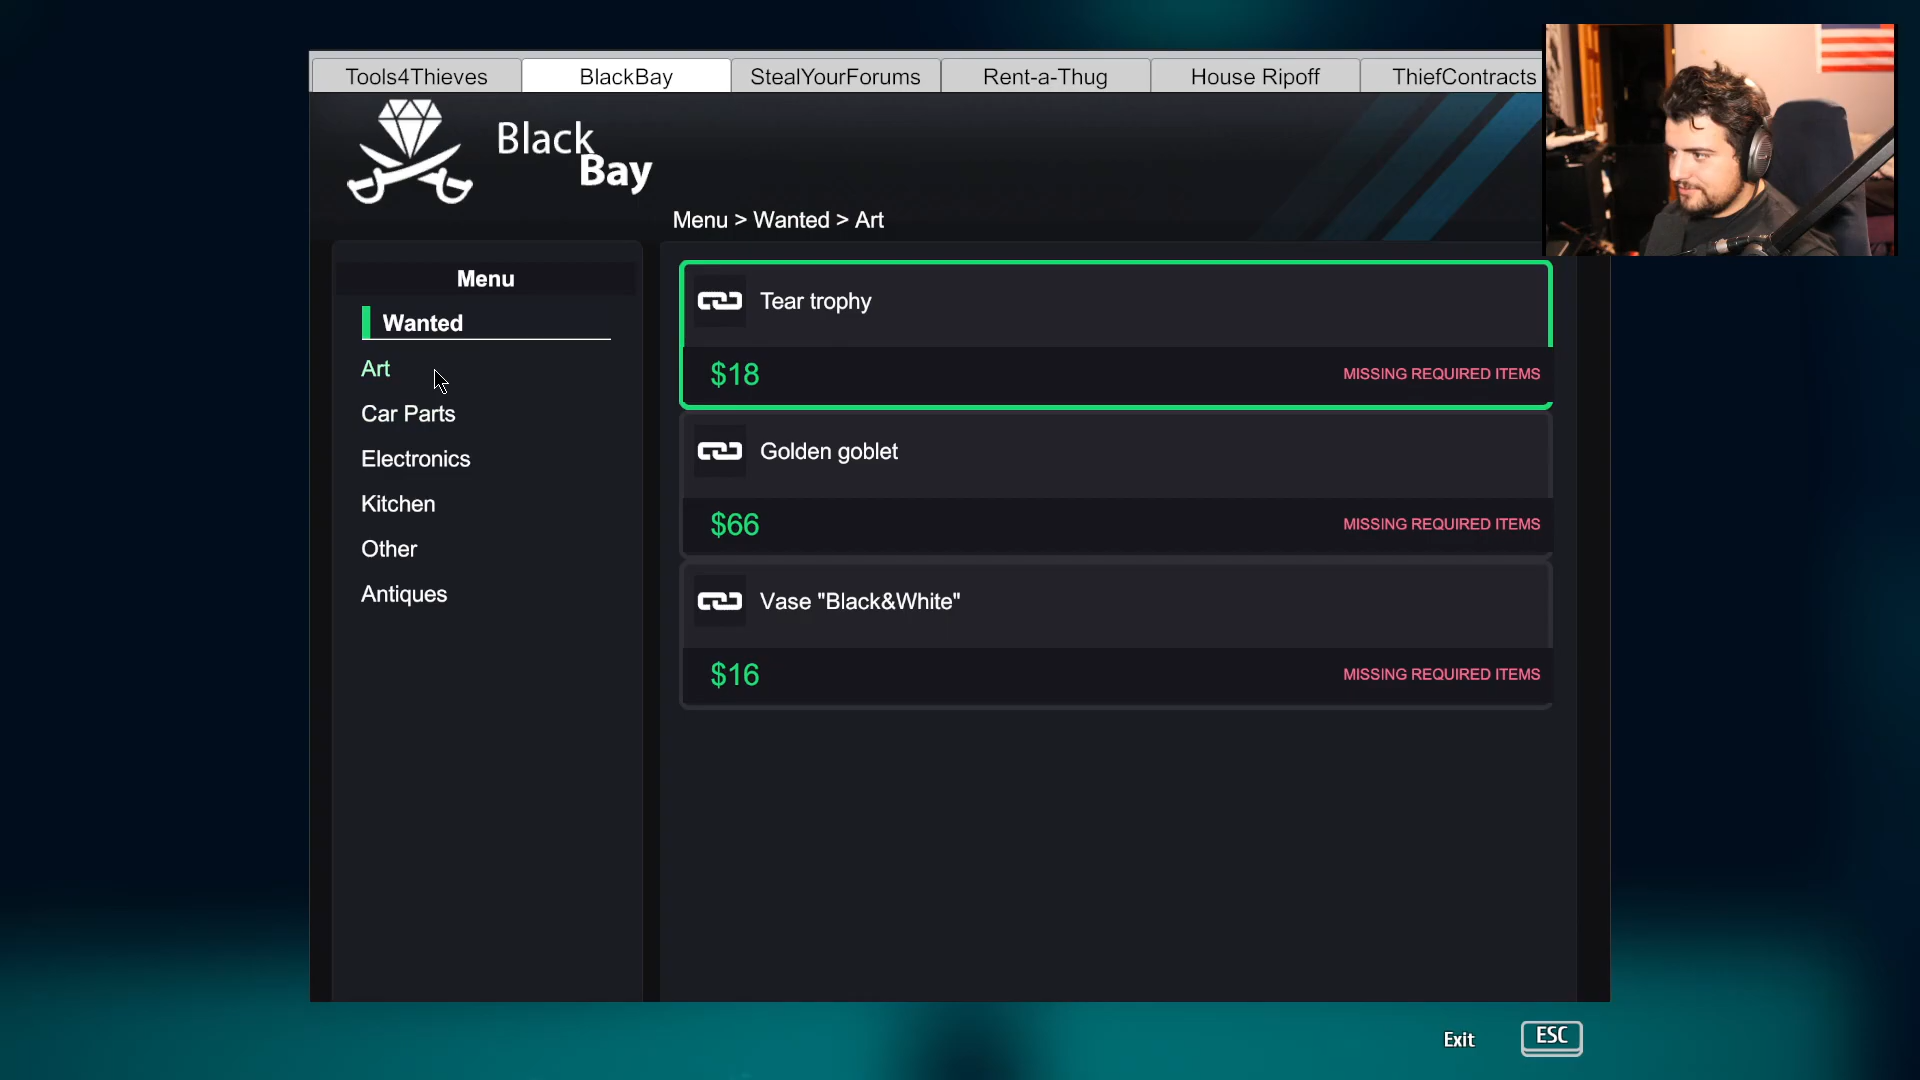 Tools4Thieves
BlackBay
StealYourForums
Rent-a-Thug
House Ripoff
ThiefContracts
Black
Bay
Menu > Wanted > Art
Menu
Wanted
Art
Car Parts
Electronics
Kitchen
Other
Antiques
Tear trophy
$18
MISSING REQUIRED ITEMS
Golden goblet
$66
MISSING REQUIRED ITEMS
Vase "Black&White"
$16
MISSING REQUIRED ITEMS
Exit
ESC